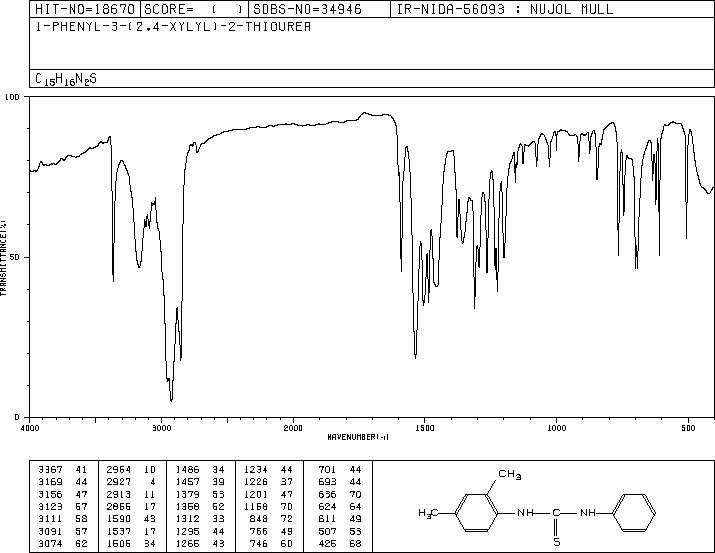 HIT-NO=18670 SCORE= ( ) SDBS-NO=34946 IR-NIDA-56093 : NUJOL MULL
1-PHENYL-3-(2,4-XYLYL)-2-THIOUREA
C15H16N2S
100
50
0
TRANSMITTANCE(%)
4000 3000 2000 1500 1000 500
WAVENUMBER(-1)
3367 41 2954 10 1486 34 1234 44 701 44
3169 44 2927 4 1457 39 1226 37 693 44
3156 47 2913 11 1379 53 1201 47 636 70
3123 67 2866 17 1358 62 1158 70 624 64
3111 58 1590 43 1312 33 848 72 611 49
3091 57 1537 17 1295 44 766 49 507 53
3074 62 1506 34 1265 43 746 60 426 68
CH3
H3C
NH
C
NH
S